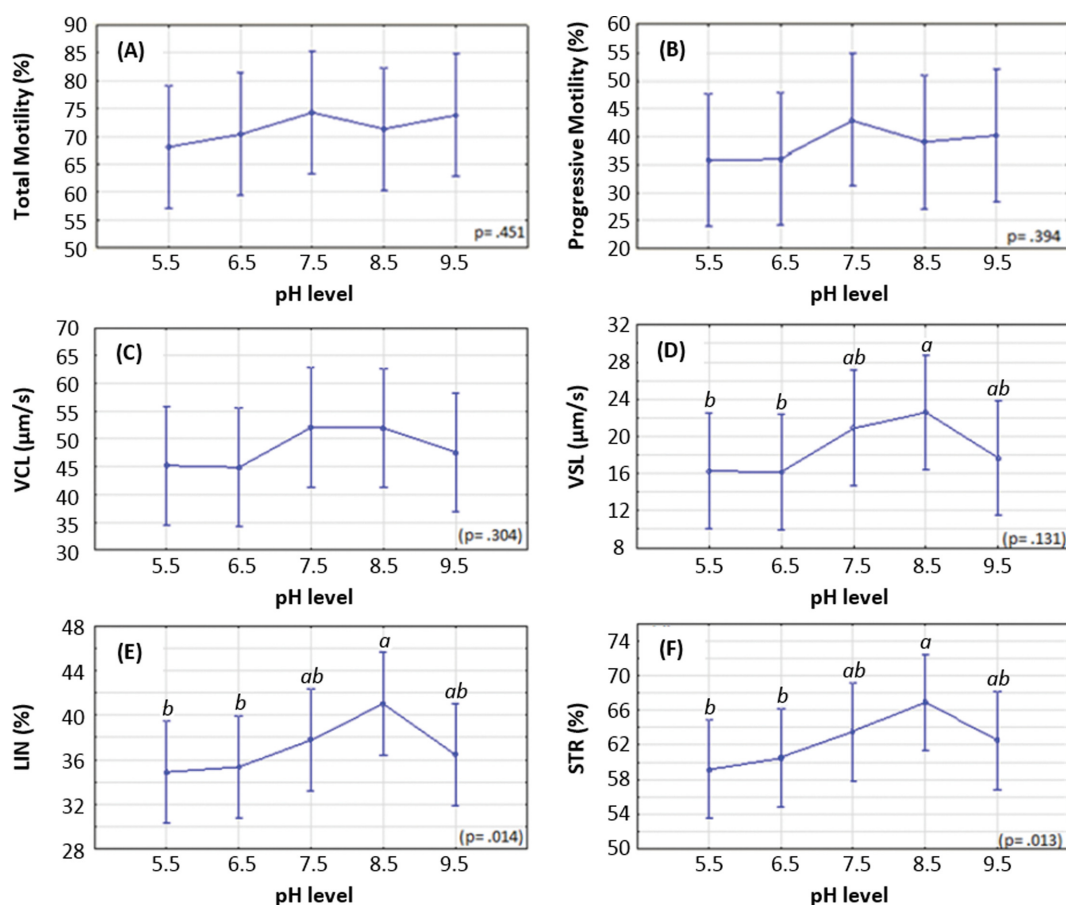 (A)
Total Motility (%)
90
85
80
75
70
65
60
55
50
p= .451
5.5 6.5 7.5 8.5 9.5
pH level
(B)
Progressive Motility (%)
60
55
50
45
40
35
30
25
20
p= .394
5.5 6.5 7.5 8.5 9.5
pH level
(C)
VCL (µm/s)
70
65
60
55
50
45
40
35
30
(p= .304)
5.5 6.5 7.5 8.5 9.5
pH level
(D)
VSL (µm/s)
32
28
24
20
16
12
8
b b ab a ab
(p= .131)
5.5 6.5 7.5 8.5 9.5
pH level
(E)
LIN (%)
48
44
40
36
32
28
b b ab a ab
(p= .014)
5.5 6.5 7.5 8.5 9.5
pH level
(F)
STR (%)
74
70
66
62
58
54
50
b b ab a ab
(p= .013)
5.5 6.5 7.5 8.5 9.5
pH level